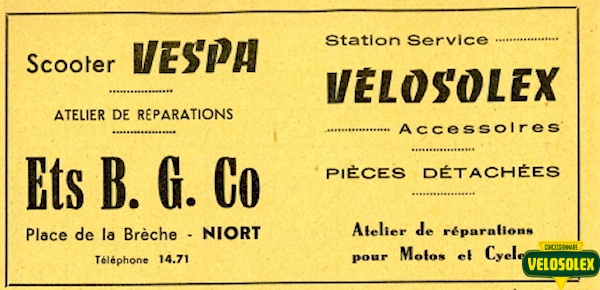 Scooter VESPA
ATELIER DE RÉPARATIONS
Ets B. G. Co
Place de la Brèche - NIORT
Téléphone 14.71
Station Service
VÉLOSOLEX
Accessoires
PIÈCES DÉTACHÉES
Atelier de réparations
pour Motos et Cycle
CONCESSIONNAIRE
VELOSOLEX